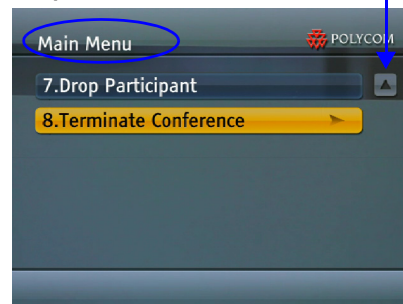 Main Menu
POLYCOM
7.Drop Participant
8.Terminate Conference